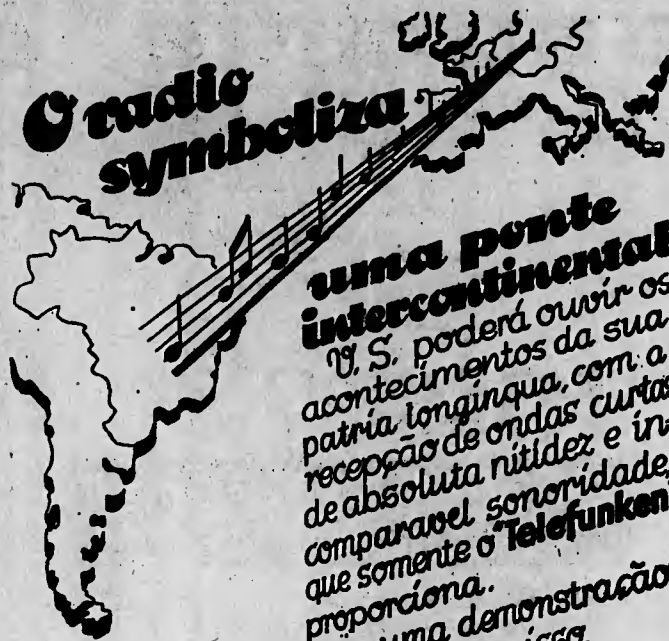 O radio
symboliza
uma ponte
intercontinental
V. S. poderá ouvir os
acontecimentos da sua
patria longinqua, com a
recepção de ondas curtas
de absoluta nitidez e in-
comparavel sonoridade,
que somente o "Telefunken
proporciona.
uma demonstração